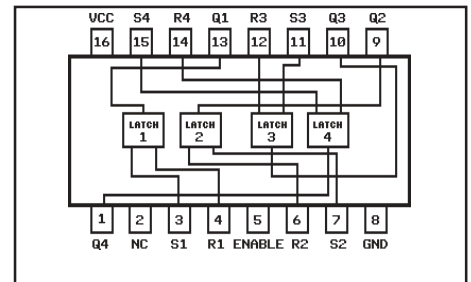 VCC S4 R4 Q1 R3 S3 Q3 Q2
16 15 14 13 12 11 10 9
LATCH LATCH LATCH LATCH
1 2 3 4
1 2 3 4 5 6 7 8
Q4 NC S1 R1 ENABLE R2 S2 GND